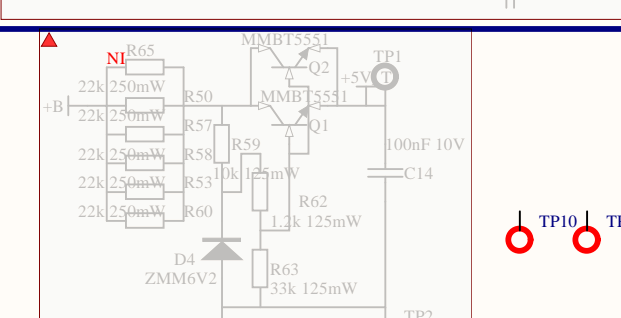 MMBT5551
NI
R65
Q2
TP1
22k 250mW
+5V
T
MMBT5551
R50
+B
22k 250mW
R57
Q1
R59
100nF 10V
22k 250mW
R58
10k 125mW
C14
22k 250mW
R53
R62
22k 250mW
R60
1.2k 125mW
TP10
TP
D4
ZMM6V2
R63
33k 125mW
TP2